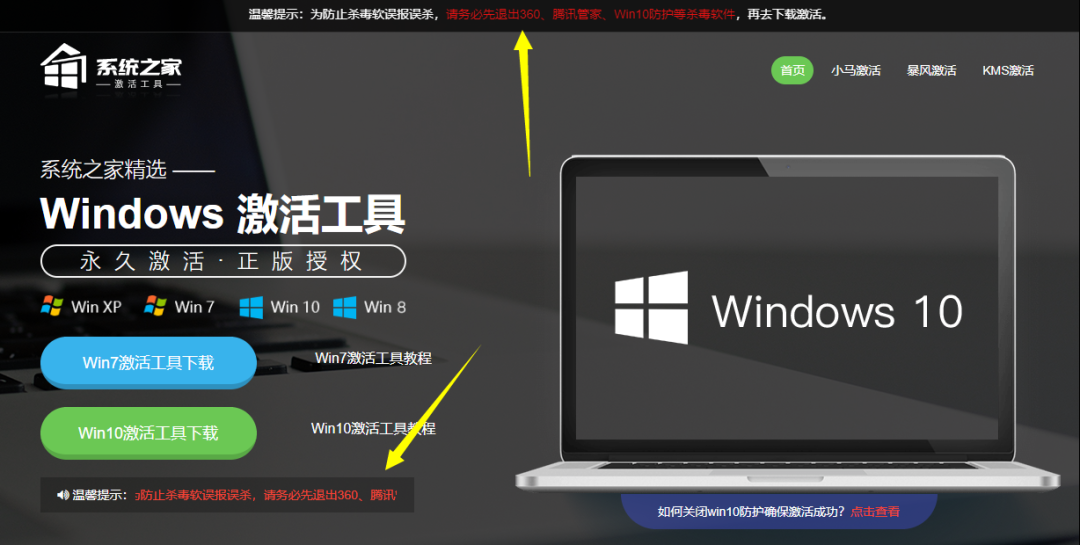 温馨提示：为防止杀毒软误报误杀，请务必先退出360、腾讯管家、Win10防护等杀毒软件，再去下载激活。
系统之家
激活工具
首页 小马激活 暴风激活 KMS激活
系统之家精选 ——
Windows 激活工具
永久激活·正版授权
Win XP Win 7 Win 10 Win 8
Windows 10
Win7激活工具下载 Win7激活工具教程
Win10激活工具下载 Win10激活工具教程
温馨提示： 防止杀毒软误报误杀，请务必先退出360、腾讯
如何关闭win10防护确保激活成功？点击查看